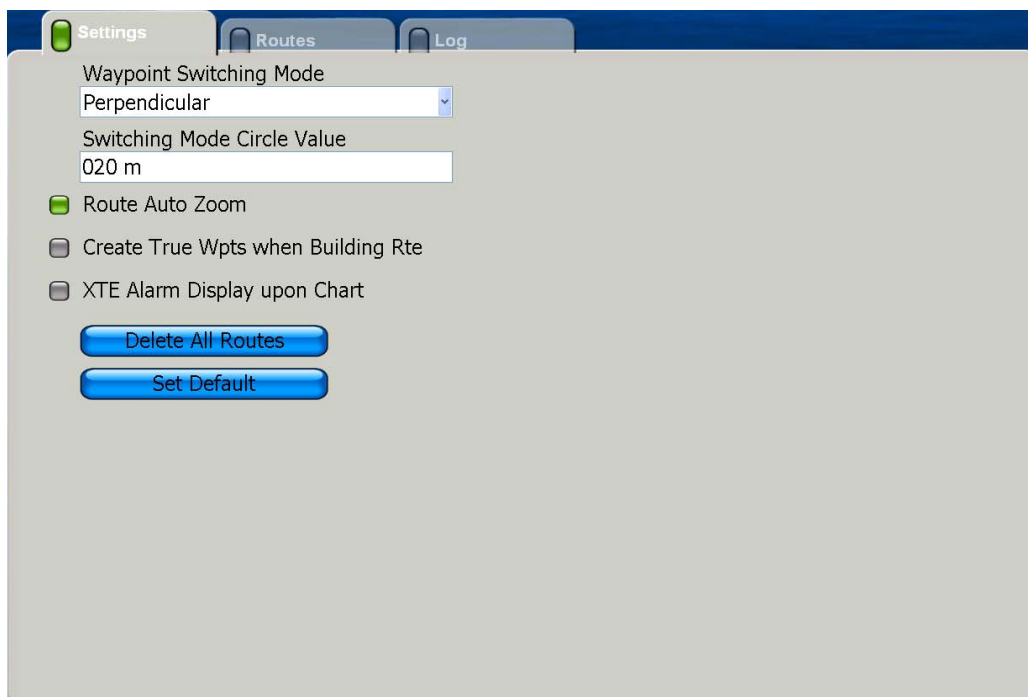 Settings
Routes
Log
Waypoint Switching Mode
Perpendicular
Switching Mode Circle Value
020 m
Route Auto Zoom
Create True Wpts when Building Rte
XTE Alarm Display upon Chart
Delete All Routes
Set Default